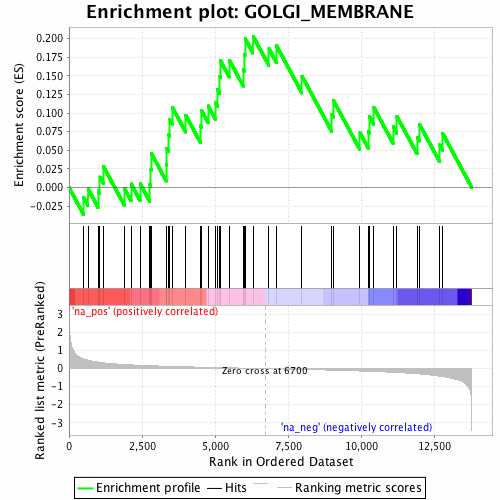 Enrichment plot: GOLGI_MEMBRANE
Enrichment score (ES)
0.200
0.175
0.150
0.125
0.100
0.075
0.050
0.025
0.000
-0.025
'na_pos' (positively correlated)
Ranked list metric (PreRanked)
3
2
1
0
-1
-2
-3
Zero cross at 6700
'na_neg' (negatively correlated)
0
2,500
5,000
7,500
10,000
12,500
Rank in Ordered Dataset
Enrichment profile
Hits
Ranking metric scores